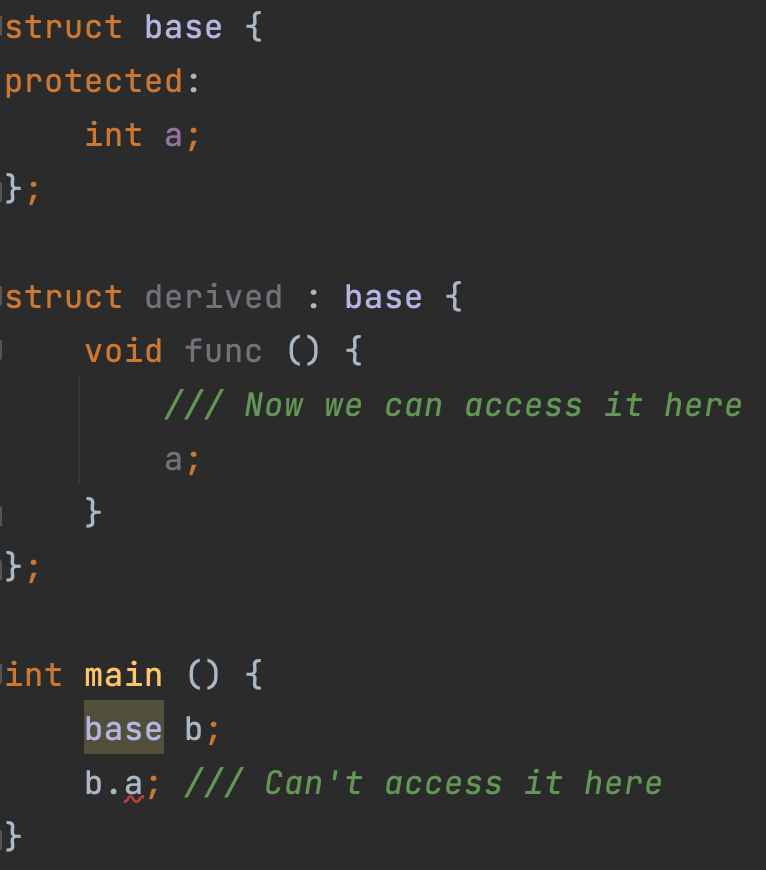 struct base {
protected:
    int a;
};

struct derived : base {
    void func () {
        /// Now we can access it here
        a;
    }
};

int main () {
    base b;
    b.a; /// Can't access it here
}